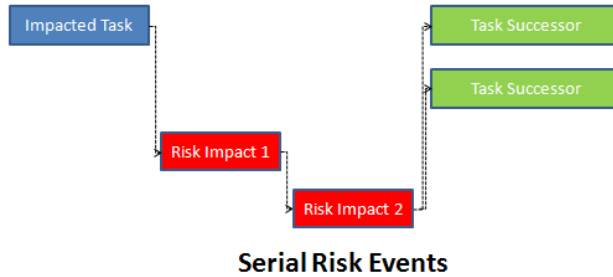 Impacted Task
Task Successor
Task Successor
Risk Impact 1
Risk Impact 2
Serial Risk Events